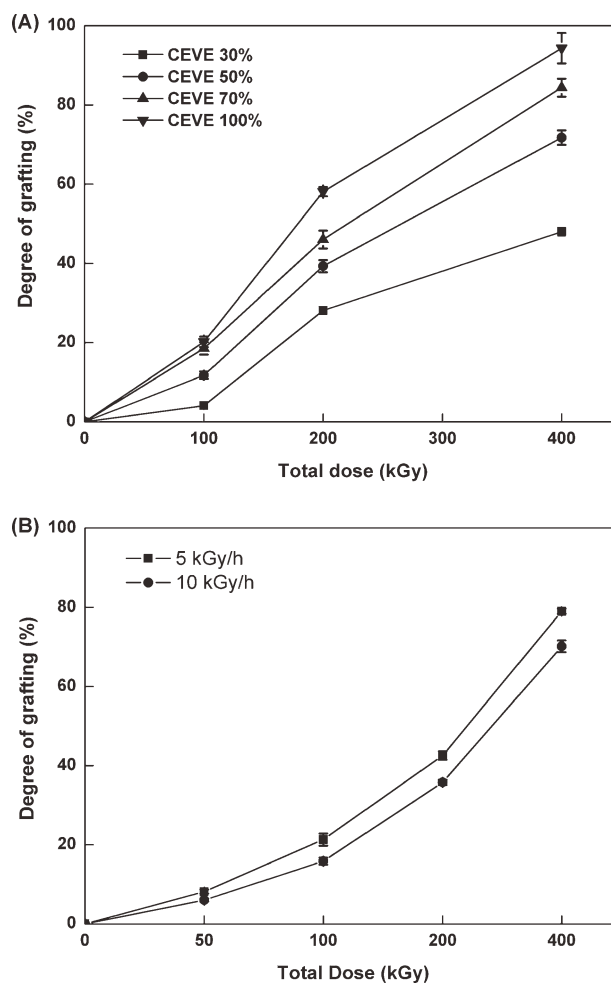 (A)
100
80
60
40
20
0
Degree of grafting (%)
CEVE 30%
CEVE 50%
CEVE 70%
CEVE 100%
0 100 200 300 400
Total dose (kGy)
(B)
100
80
60
40
20
0
Degree of grafting (%)
5 kGy/h
10 kGy/h
0 50 100 200 400
Total Dose (kGy)